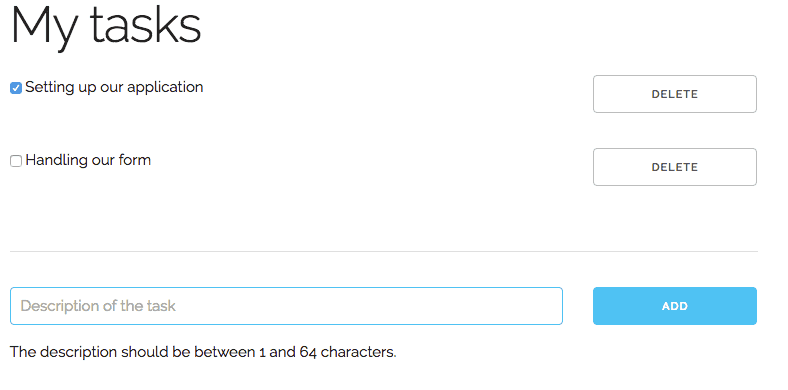 My tasks
Setting up our application
DELETE
Handling our form
DELETE
Description of the task
ADD
The description should be between 1 and 64 characters.